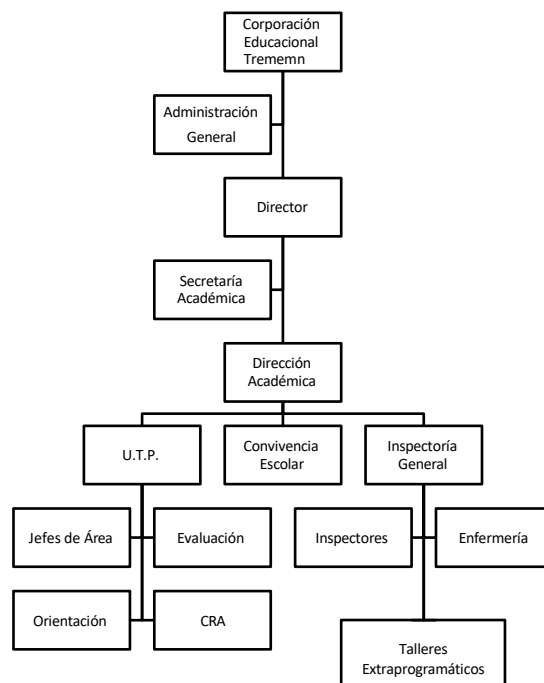 Corporación
Educacional
Trememn
Administración
General
Director
Secretaría
Académica
Dirección
Académica
U.T.P.
Convivencia
Escolar
Inspectoría
General
Jefes de Área
Evaluación
Inspectores
Enfermería
Orientación
CRA
Talleres
Extraprogramáticos